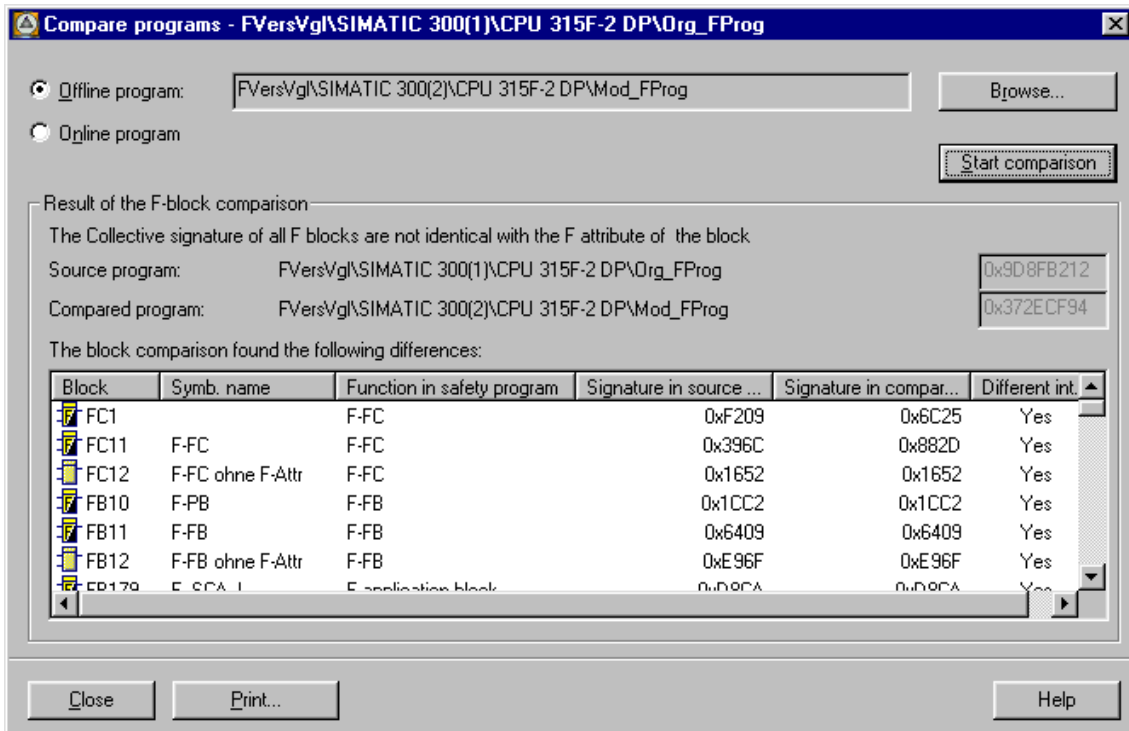 Compare programs - FVersVgl\SIMATIC 300(1)\CPU 315F-2 DP\Org_FProg
Offline program: FVersVgl\SIMATIC 300(2)\CPU 315F-2 DP\Mod_FProg Browse...
Online program
Start comparison
Result of the F-block comparison
The Collective signature of all F blocks are not identical with the F attribute of the block
Source program: FVersVgl\SIMATIC 300(1)\CPU 315F-2 DP\Org_FProg 0x9D8FB212
Compared program: FVersVgl\SIMATIC 300(2)\CPU 315F-2 DP\Mod_FProg 0x372ECF94
The block comparison found the following differences:
Block Symb. name Function in safety program Signature in source ... Signature in compar... Different int.
FC1 F-FC 0xF209 0x6C25 Yes
FC11 F-FC F-FC 0x396C 0x882D Yes
FC12 F-FC ohne F-Attr F-FC 0x1652 0x1652 Yes
FB10 F-PB F-FB 0x1CC2 0x1CC2 Yes
FB11 F-FB F-FB 0x6409 0x6409 Yes
FB12 F-FB ohne F-Attr F-FB 0xE96F 0xE96F Yes
FB179 F application block 0xD8CA 0xD8CA Yes
Close Print... Help